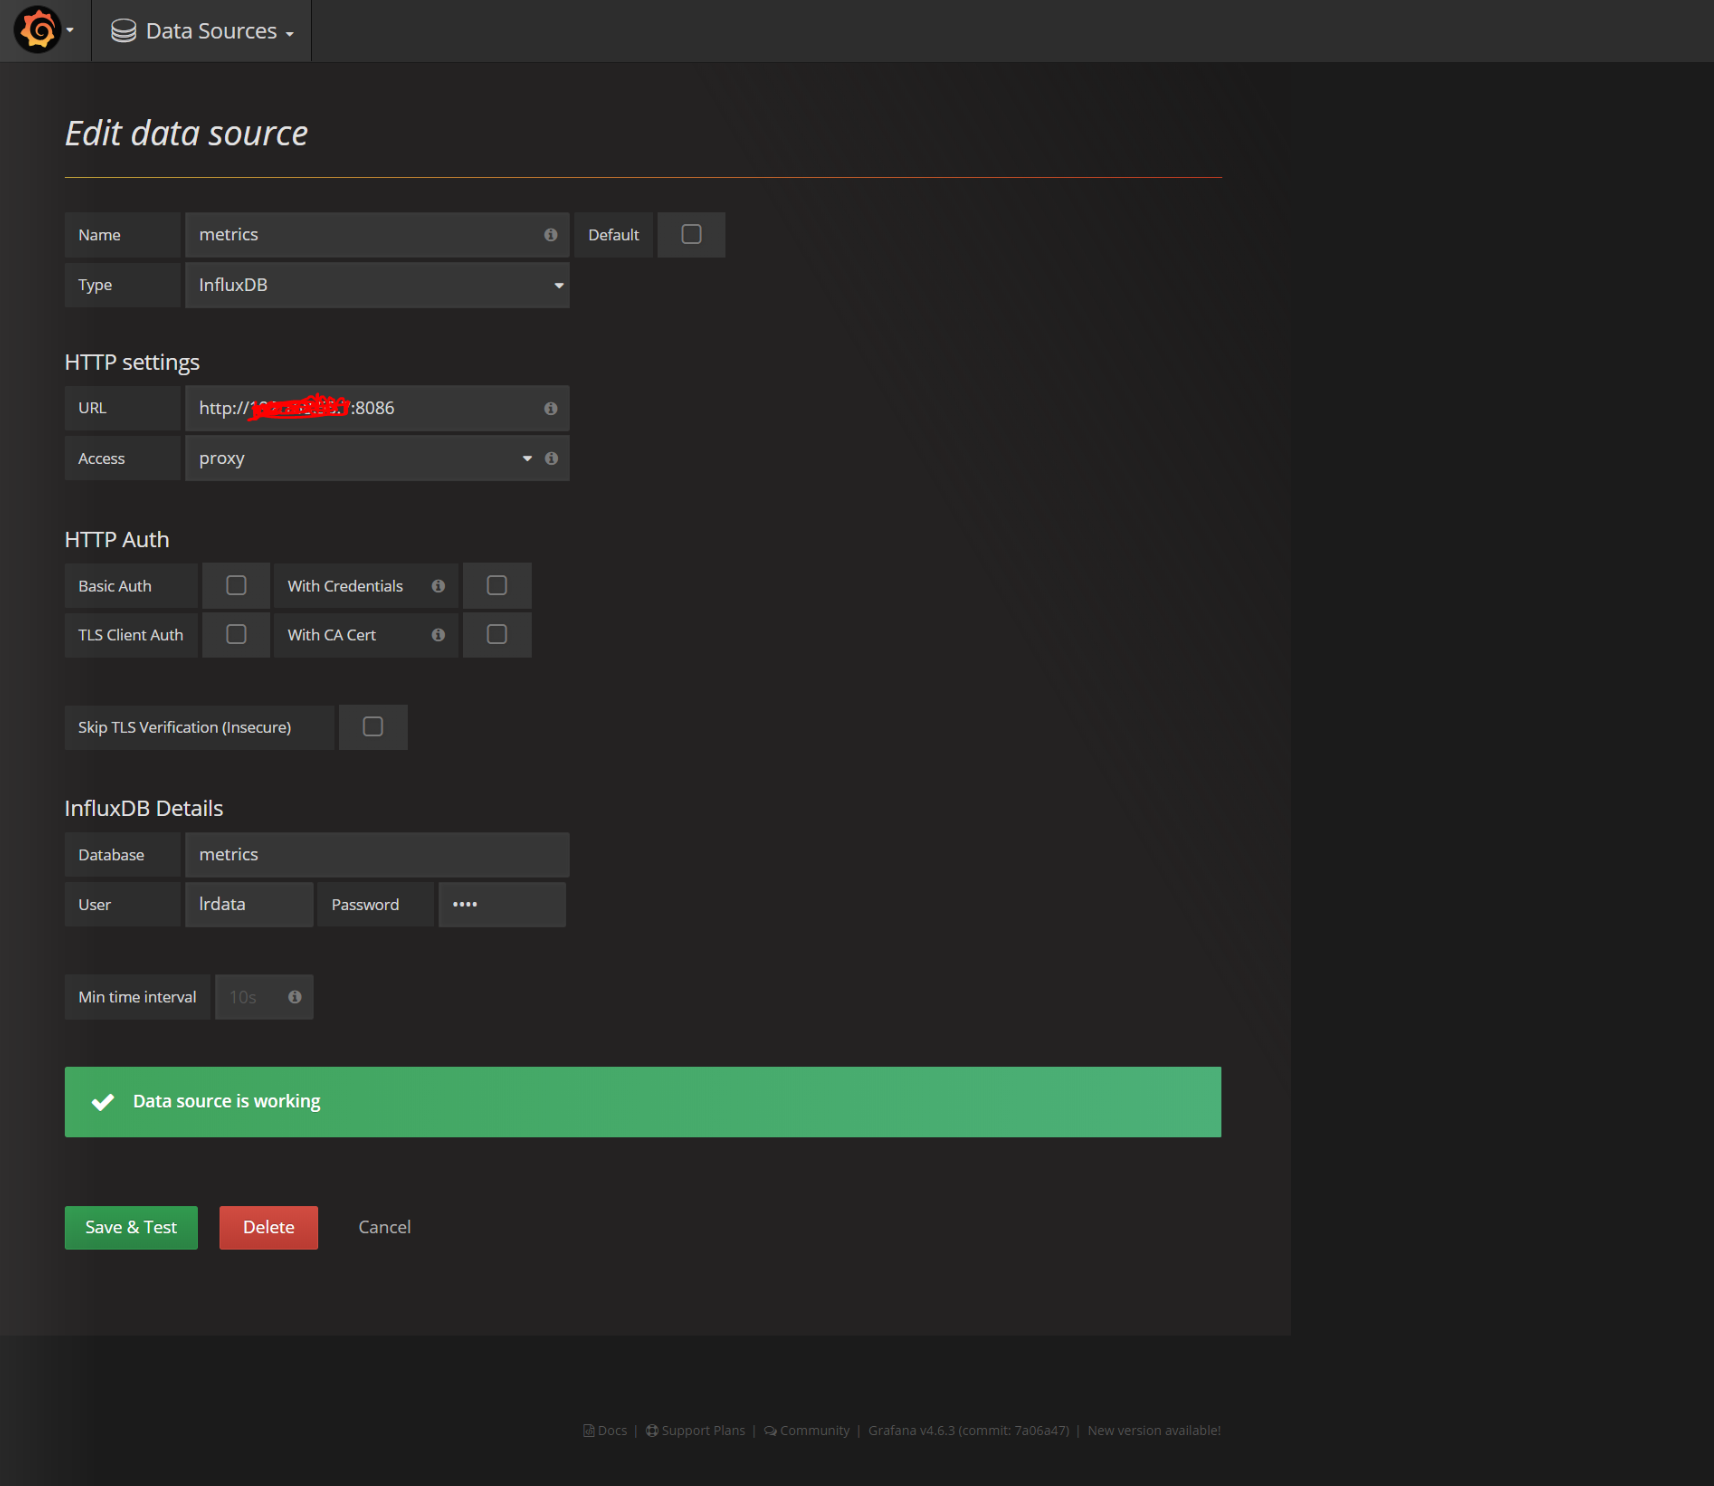 Data Sources
Edit data source
Name metrics Default
Type InfluxDB
HTTP settings
URL http:// :8086
Access proxy
HTTP Auth
Basic Auth With Credentials
TLS Client Auth With CA Cert
Skip TLS Verification (Insecure)
InfluxDB Details
Database metrics
User lrdata Password ••••
Min time interval 10s
Data source is working
Save & Test Delete Cancel
Docs | Support Plans | Community | Grafana v4.6.3 (commit: 7a06a47) | New version available!